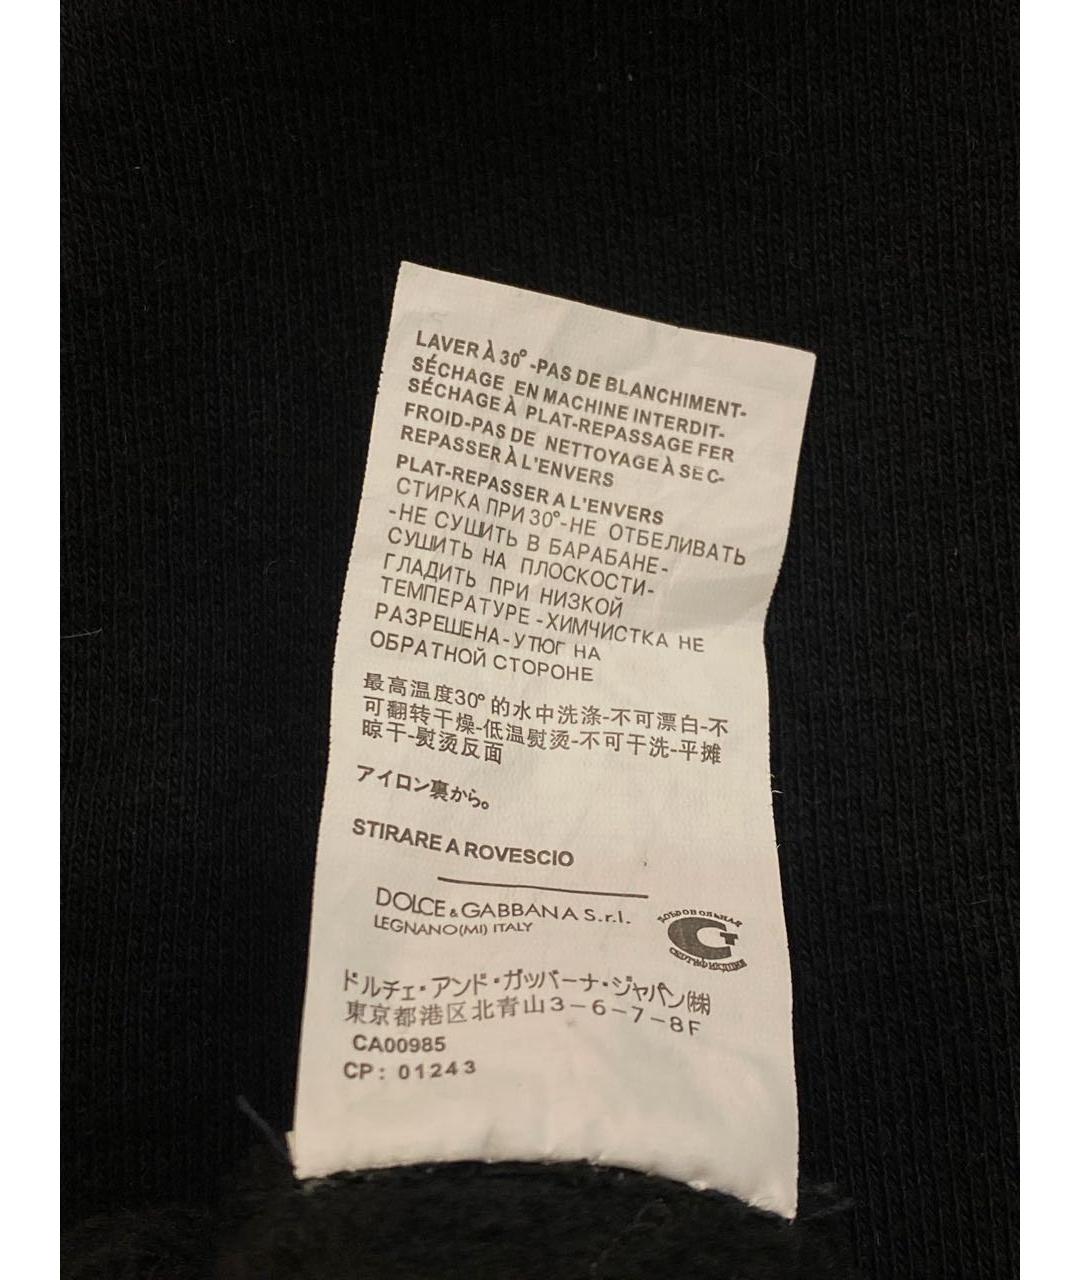 LAVER À 30° -PAS DE BLANCHIMENT-
SÉCHAGE EN MACHINE INTERDIT-
SÉCHAGE À PLAT-REPASSAGE FER
FROID-PAS DE NETTOYAGE À SEC-
REPASSER À L'ENVERS
PLAT-REPASSER A L'ENVERS
СТИРКА ПРИ 30°-НЕ ОТБЕЛИВАТЬ
-НЕ СУШИТЬ В БАРАБАНЕ-
СУШИТЬ НА ПЛОСКОСТИ-
ГЛАДИТЬ ПРИ НИЗКОЙ
ТЕМПЕРАТУРЕ -ХИМЧИСТКА НЕ
РАЗРЕШЕНА-УТЮГ НА
ОБРАТНОЙ СТОРОНЕ
最高温度30°的水中洗涤-不可漂白-不
可翻转干燥-低温熨烫-不可干洗-平摊
晾干-熨烫反面
アイロン裏から。
STIRARE A ROVESCIO
DOLCE & GABBANA S.r.l.
LEGNANO(MI) ITALY
ДОБРОВОЛЬНАЯ
СТ
ドルチェ・アンド・ガッバーナ・ジャパン(株)
東京都港区北青山3-6-7-8F
CA00985
CP: 01243